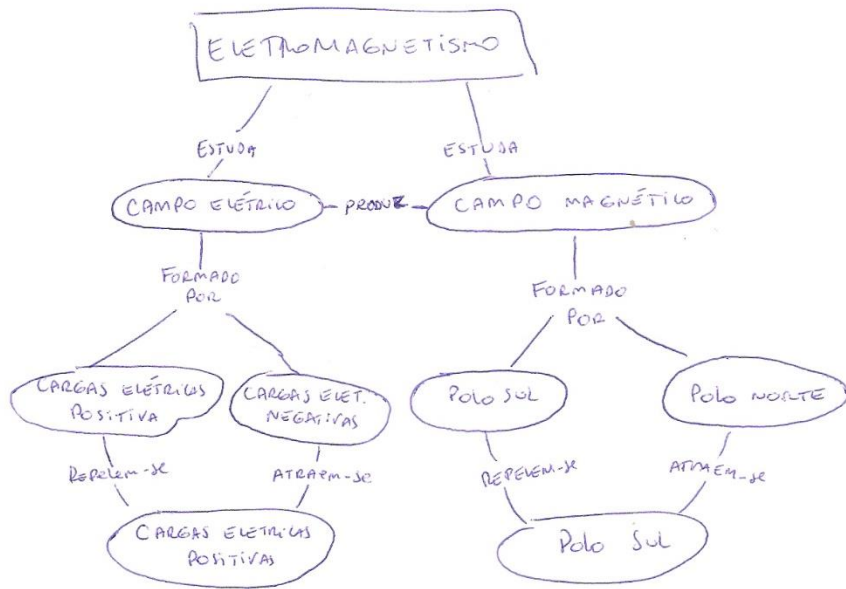 ELETROMAGNETISMO
ESTUDA
ESTUDA
CAMPO ELÉTRICO
PRODUZ
CAMPO MAGNÉTICO
FORMADO
POR
FORMADO
POR
CARGAS ELÉTRICAS
POSITIVA
CARGAS ELET.
NEGATIVAS
POLO SUL
POLO NORTE
REPELEM-SE
ATRAEM-SE
REPELEM-SE
ATRAEM-SE
CARGAS ELETRICAS
POSITIVAS
POLO SUL